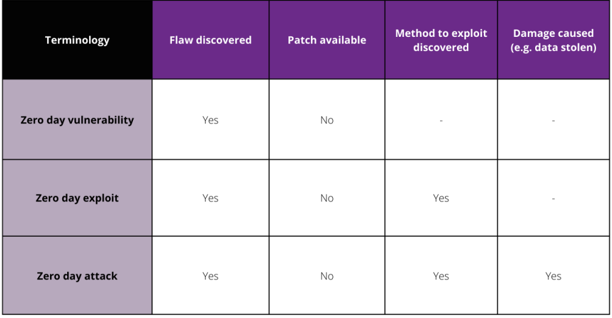 Terminology Flaw discovered Patch available Method to exploit discovered Damage caused (e.g. data stolen)
Zero day vulnerability Yes No - -
Zero day exploit Yes No Yes -
Zero day attack Yes No Yes Yes